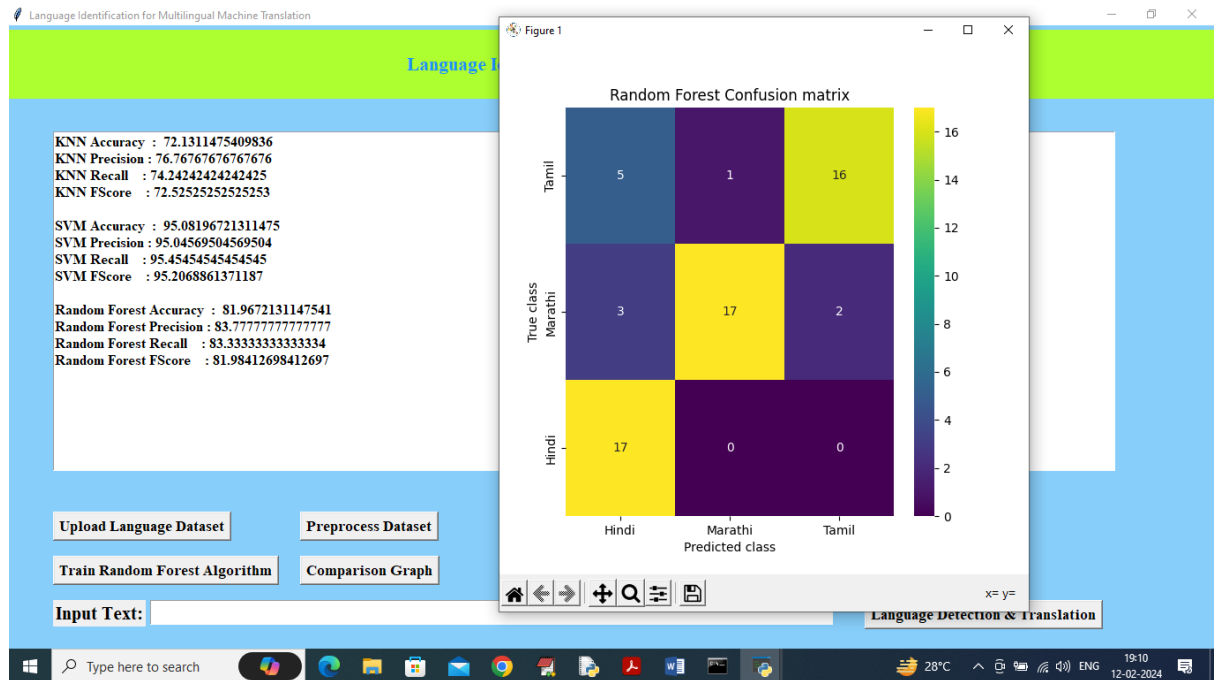 Language Identification for Multilingual Machine Translation
Figure 1
Language I
KNN Accuracy : 72.1311475409836
KNN Precision : 76.76767676767676
KNN Recall : 74.24242424242425
KNN FScore : 72.52525252525253
SVM Accuracy : 95.08196721311475
SVM Precision : 95.04569504569504
SVM Recall : 95.45454545454545
SVM FScore : 95.2068861371187
Random Forest Accuracy : 81.9672131147541
Random Forest Precision : 83.77777777777777
Random Forest Recall : 83.33333333333334
Random Forest FScore : 81.98412698412697
Random Forest Confusion matrix
True class
Tamil
5 1 16
Marathi
3 17 2
Hindi
17 0 0
Hindi Marathi Tamil
Predicted class
16
14
12
10
8
6
4
2
0
x= y=
Upload Language Dataset
Preprocess Dataset
Train Random Forest Algorithm
Comparison Graph
Input Text:
Language Detection & Translation
Type here to search
28°C
ENG
19:10
12-02-2024